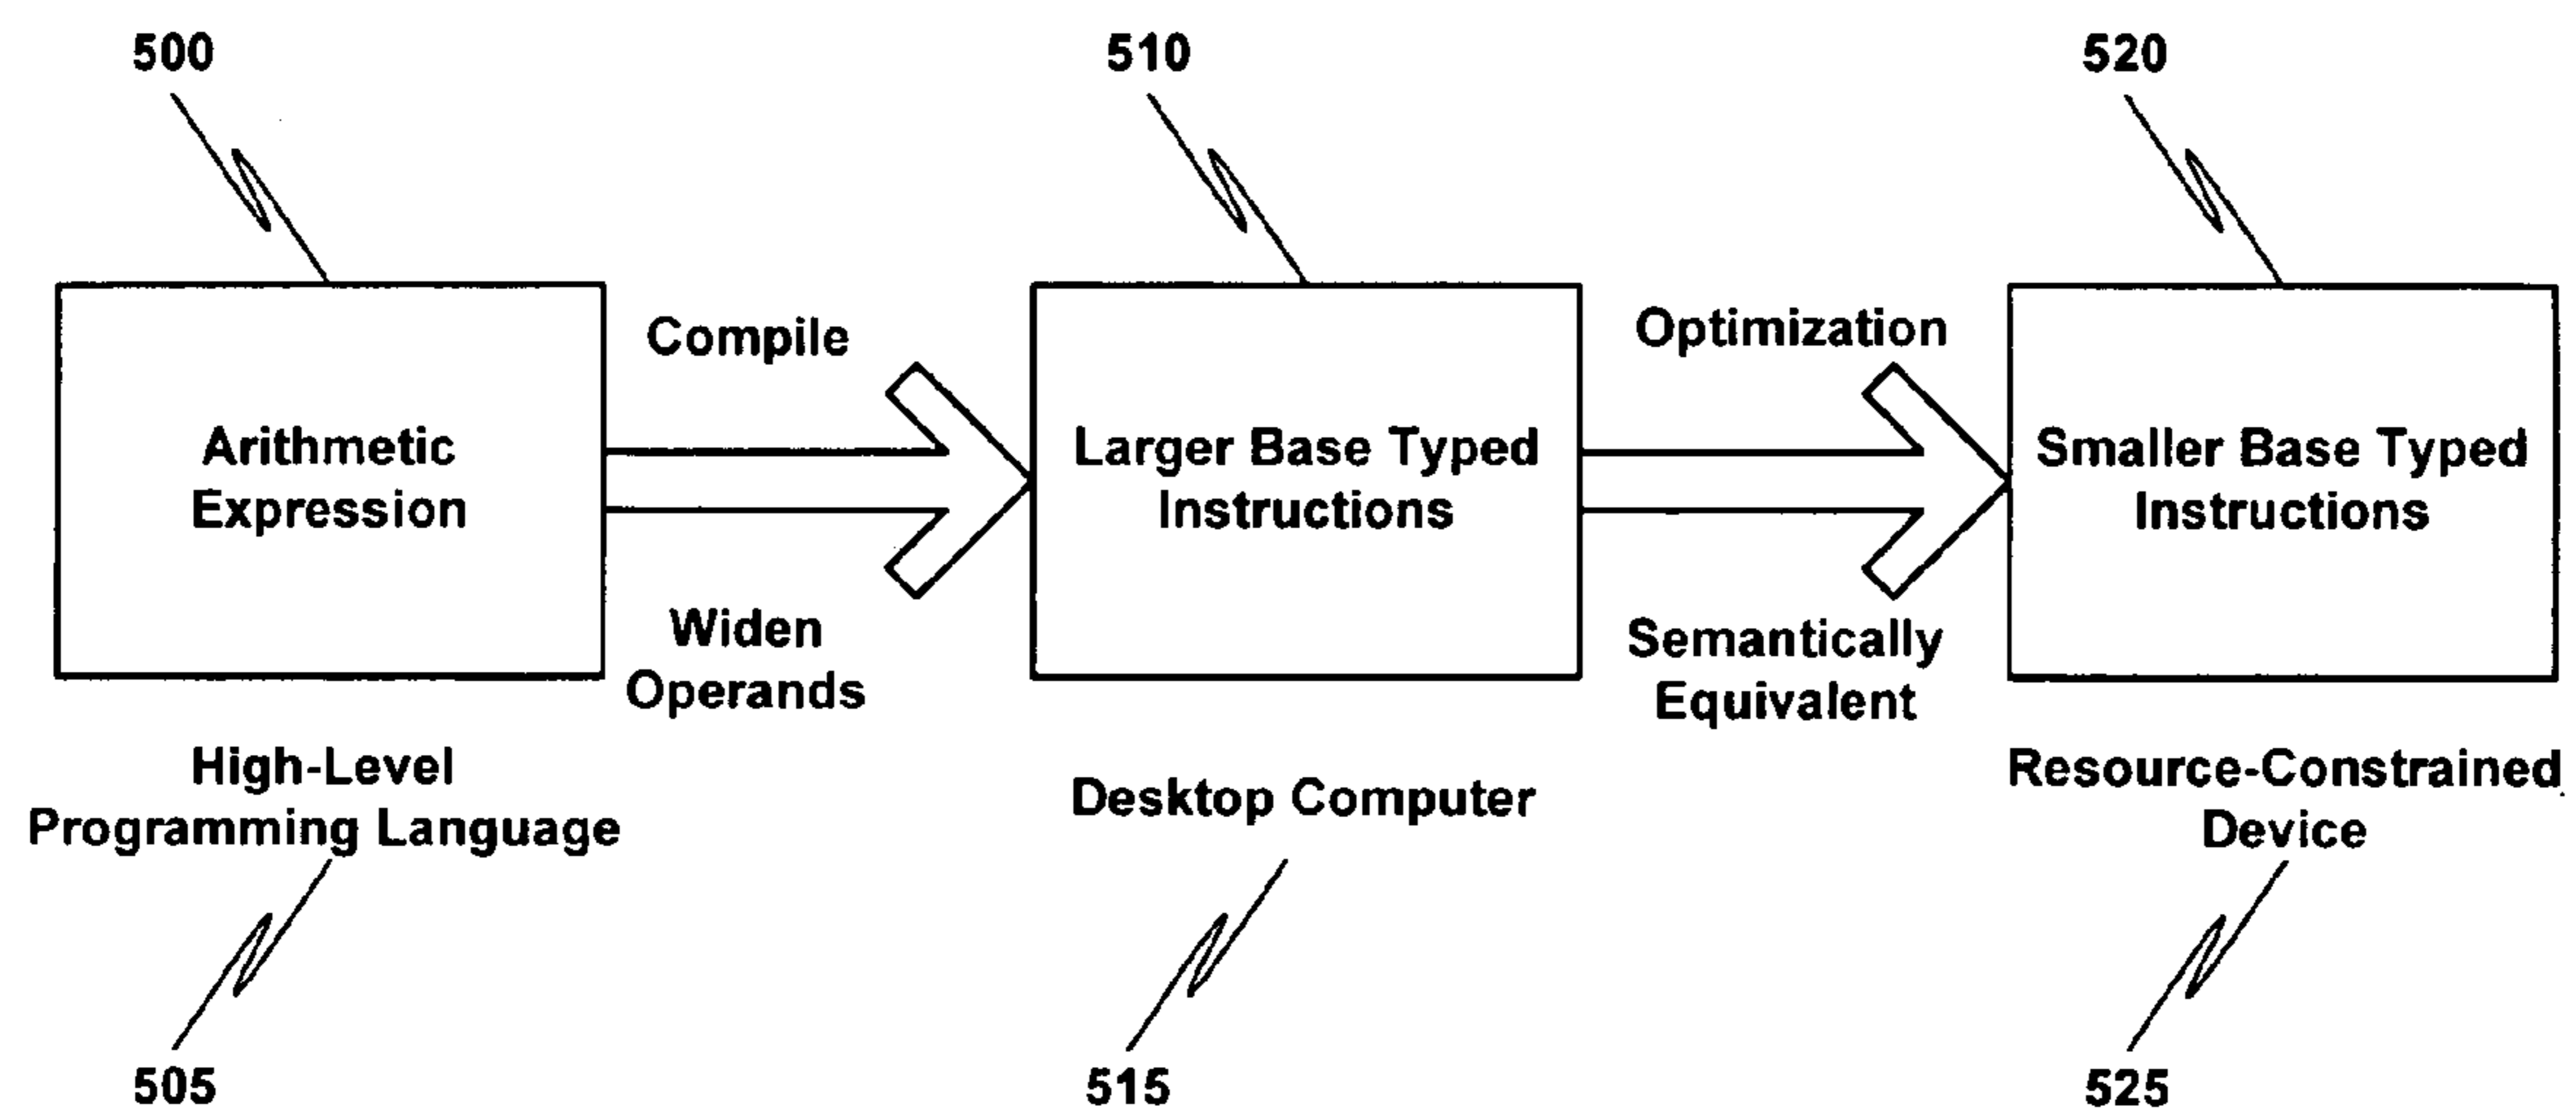 500
510
520
Compile
Optimization
Arithmetic
Expression
Larger Base Typed
Instructions
Smaller Base Typed
Instructions
Widen
Operands
Semantically
Equivalent
High-Level
Programming Language
Desktop Computer
Resource-Constrained
Device
505
515
525